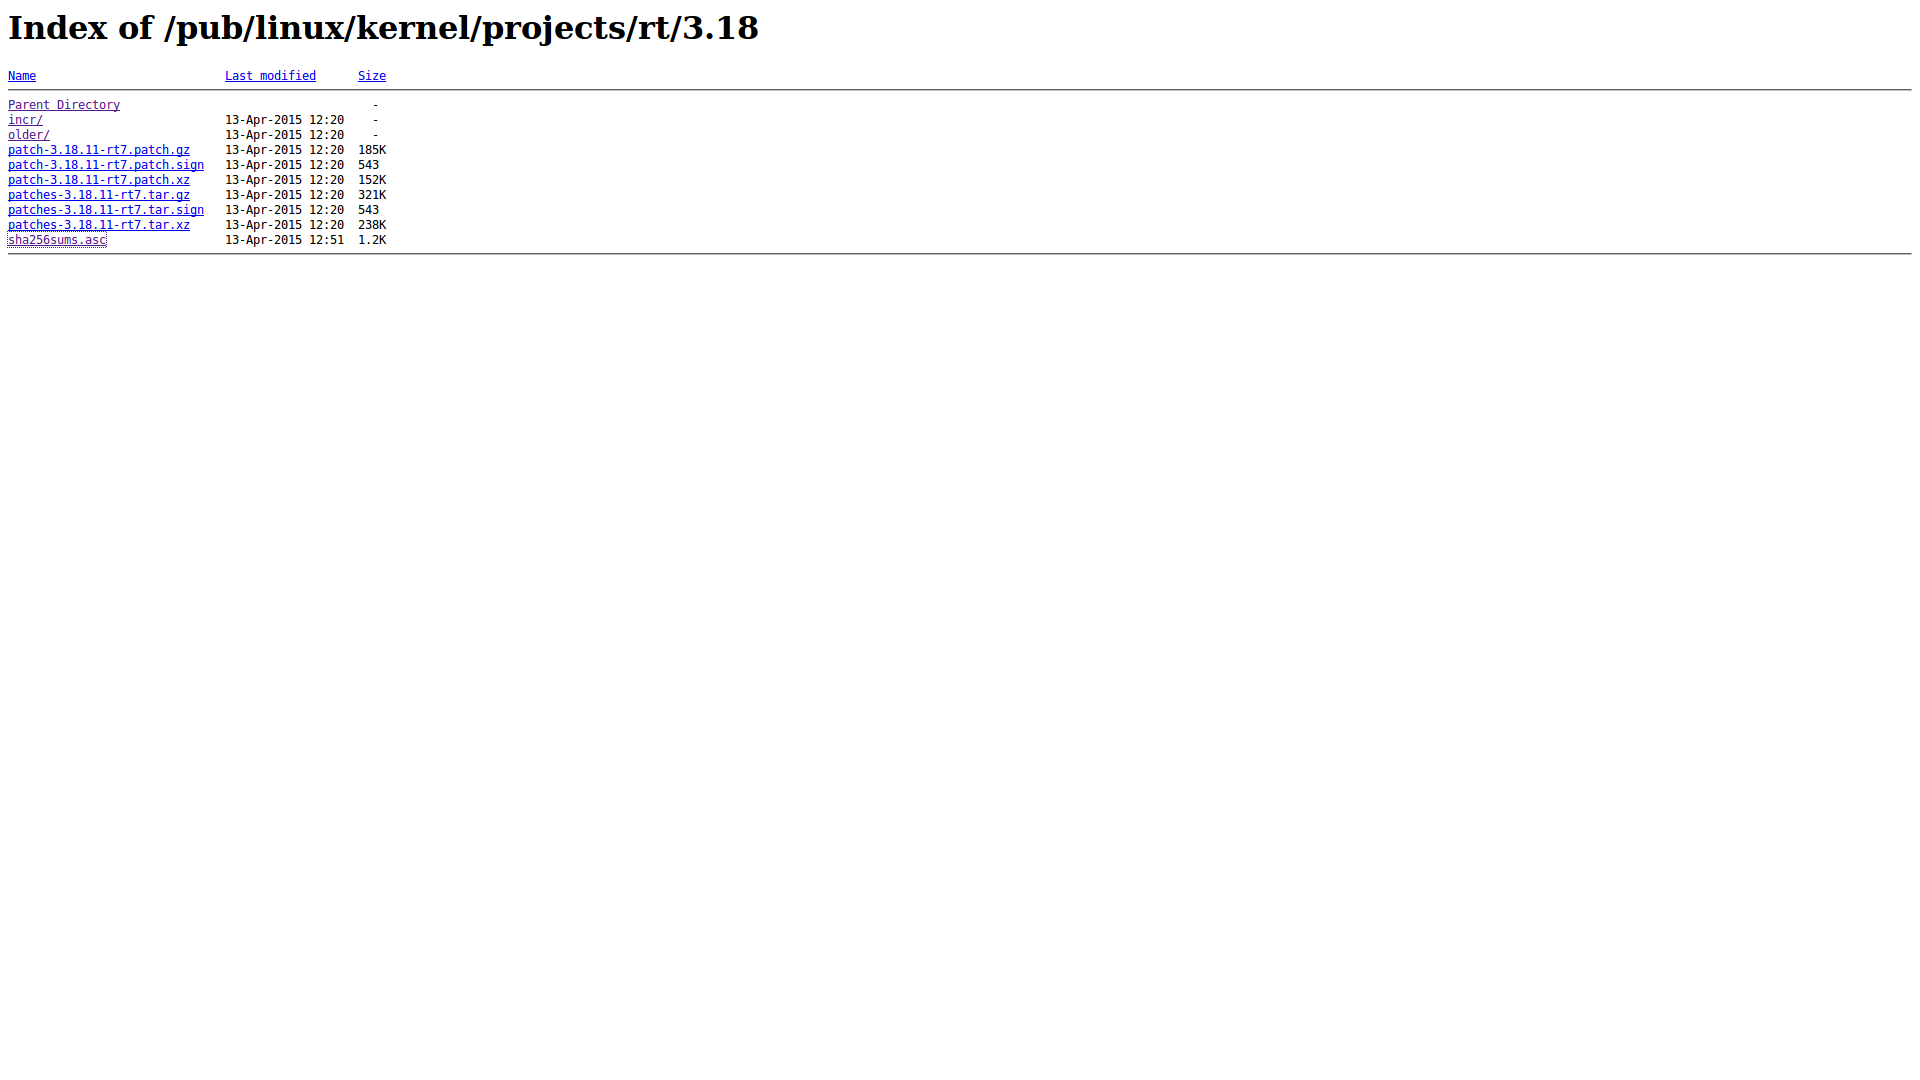 Index of /pub/linux/kernel/projects/rt/3.18
Name Last modified Size
Parent Directory -
incr/ 13-Apr-2015 12:20 -
older/ 13-Apr-2015 12:20 -
patch-3.18.11-rt7.patch.gz 13-Apr-2015 12:20 185K
patch-3.18.11-rt7.patch.sign 13-Apr-2015 12:20 543
patch-3.18.11-rt7.patch.xz 13-Apr-2015 12:20 152K
patches-3.18.11-rt7.tar.gz 13-Apr-2015 12:20 321K
patches-3.18.11-rt7.tar.sign 13-Apr-2015 12:20 543
patches-3.18.11-rt7.tar.xz 13-Apr-2015 12:20 238K
sha256sums.asc 13-Apr-2015 12:51 1.2K